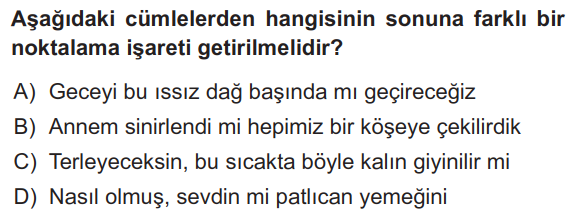 Aşağıdaki cümlelerden hangisinin sonuna farklı bir
noktalama işareti getirilmelidir?
A) Geceyi bu ıssız dağ başında mı geçireceğiz
B) Annem sinirlendi mi hepimiz bir köşeye çekilirdik
C) Terleyeceksin, bu sıcakta böyle kalın giyinilir mi
D) Nasıl olmuş, sevdin mi patlıcan yemeğini